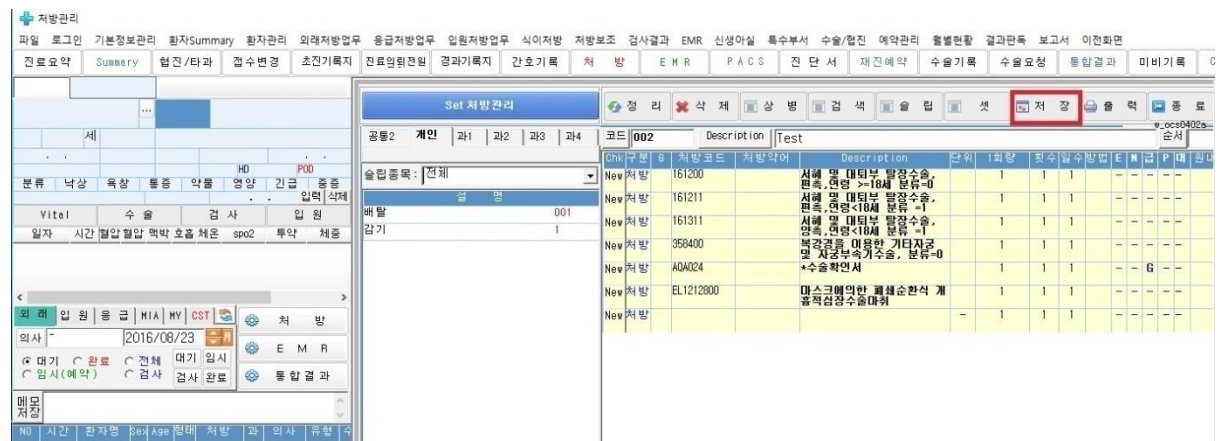 처방관리
파일 로그인 기본정보관리 환자Summary 환자관리 외래처방업무 응급처방업무 입원처방업무 식이처방 처방보조 검사결과 EMR 신생아실 특수부서 수술/협진 예약관리 월별현황 결과판독 보고서 이전화면
진료요약 Summary 협진/타과 접수변경 초진기록지 진료의뢰전원 경과기록지 간호기록 처 방 E M R P A C S 진 단 서 재진예약 수술기록 수술요청 통합결과 미비기록
Set 처방관리 정 리 삭 제 상 병 검 색 슬 립 셋 저 장 출 력 종 료
...
w_ocs0402a
공통2 개인 과1 과2 과3 과4 코드 002 Description Test 순서
세
Chk 구분 G 처방코드 처방약어 Description 단위 1회량 횟수 일수 방법 E N 급 P 대 원내
HD POD
슬립종목: 전체
분류 낙상 욕창 통증 약물 영양 긴급 중증
입력 삭제
설 명
Vital 수 술 검 사 입 원
일자 시간 혈압 혈압 맥박 호흡 체온 spo2 투약 체중
배탈 001
감기 1
New 처방 161200 서혜 및 대퇴부 탈장수술, 편측,연령 >=18세 분류=0 1 1 1 - - - - -
New 처방 161211 서혜 및 대퇴부 탈장수술, 편측,연령<18세 분류 =1 1 1 1 - - - - -
New 처방 161311 서혜 및 대퇴부 탈장수술, 양측,연령<18세 분류 =1 1 1 1 - - - - -
New 처방 358400 복강경을 이용한 기타자궁 및 자궁부속기수술, 분류=0 1 1 1 - - - - -
New 처방 AQA024 *수술확인서 1 1 1 - - G - -
New 처방 EL1212800 마스크에의한 폐쇄순환식 개흉적심장수술마취 1 1 1 - - - - -
New 처방 - 1 1 1 - - - - -
외 래 입 원 응 급 MIA MY CST 처 방
의사 - 2016/08/23
E M R
대기 완료 전체 대기 임시
임시(예약) 검사 검사 완료 통합결과
메모
저장
NO 시간 환자명 Sex Age 형태 처방 과 의사 유형